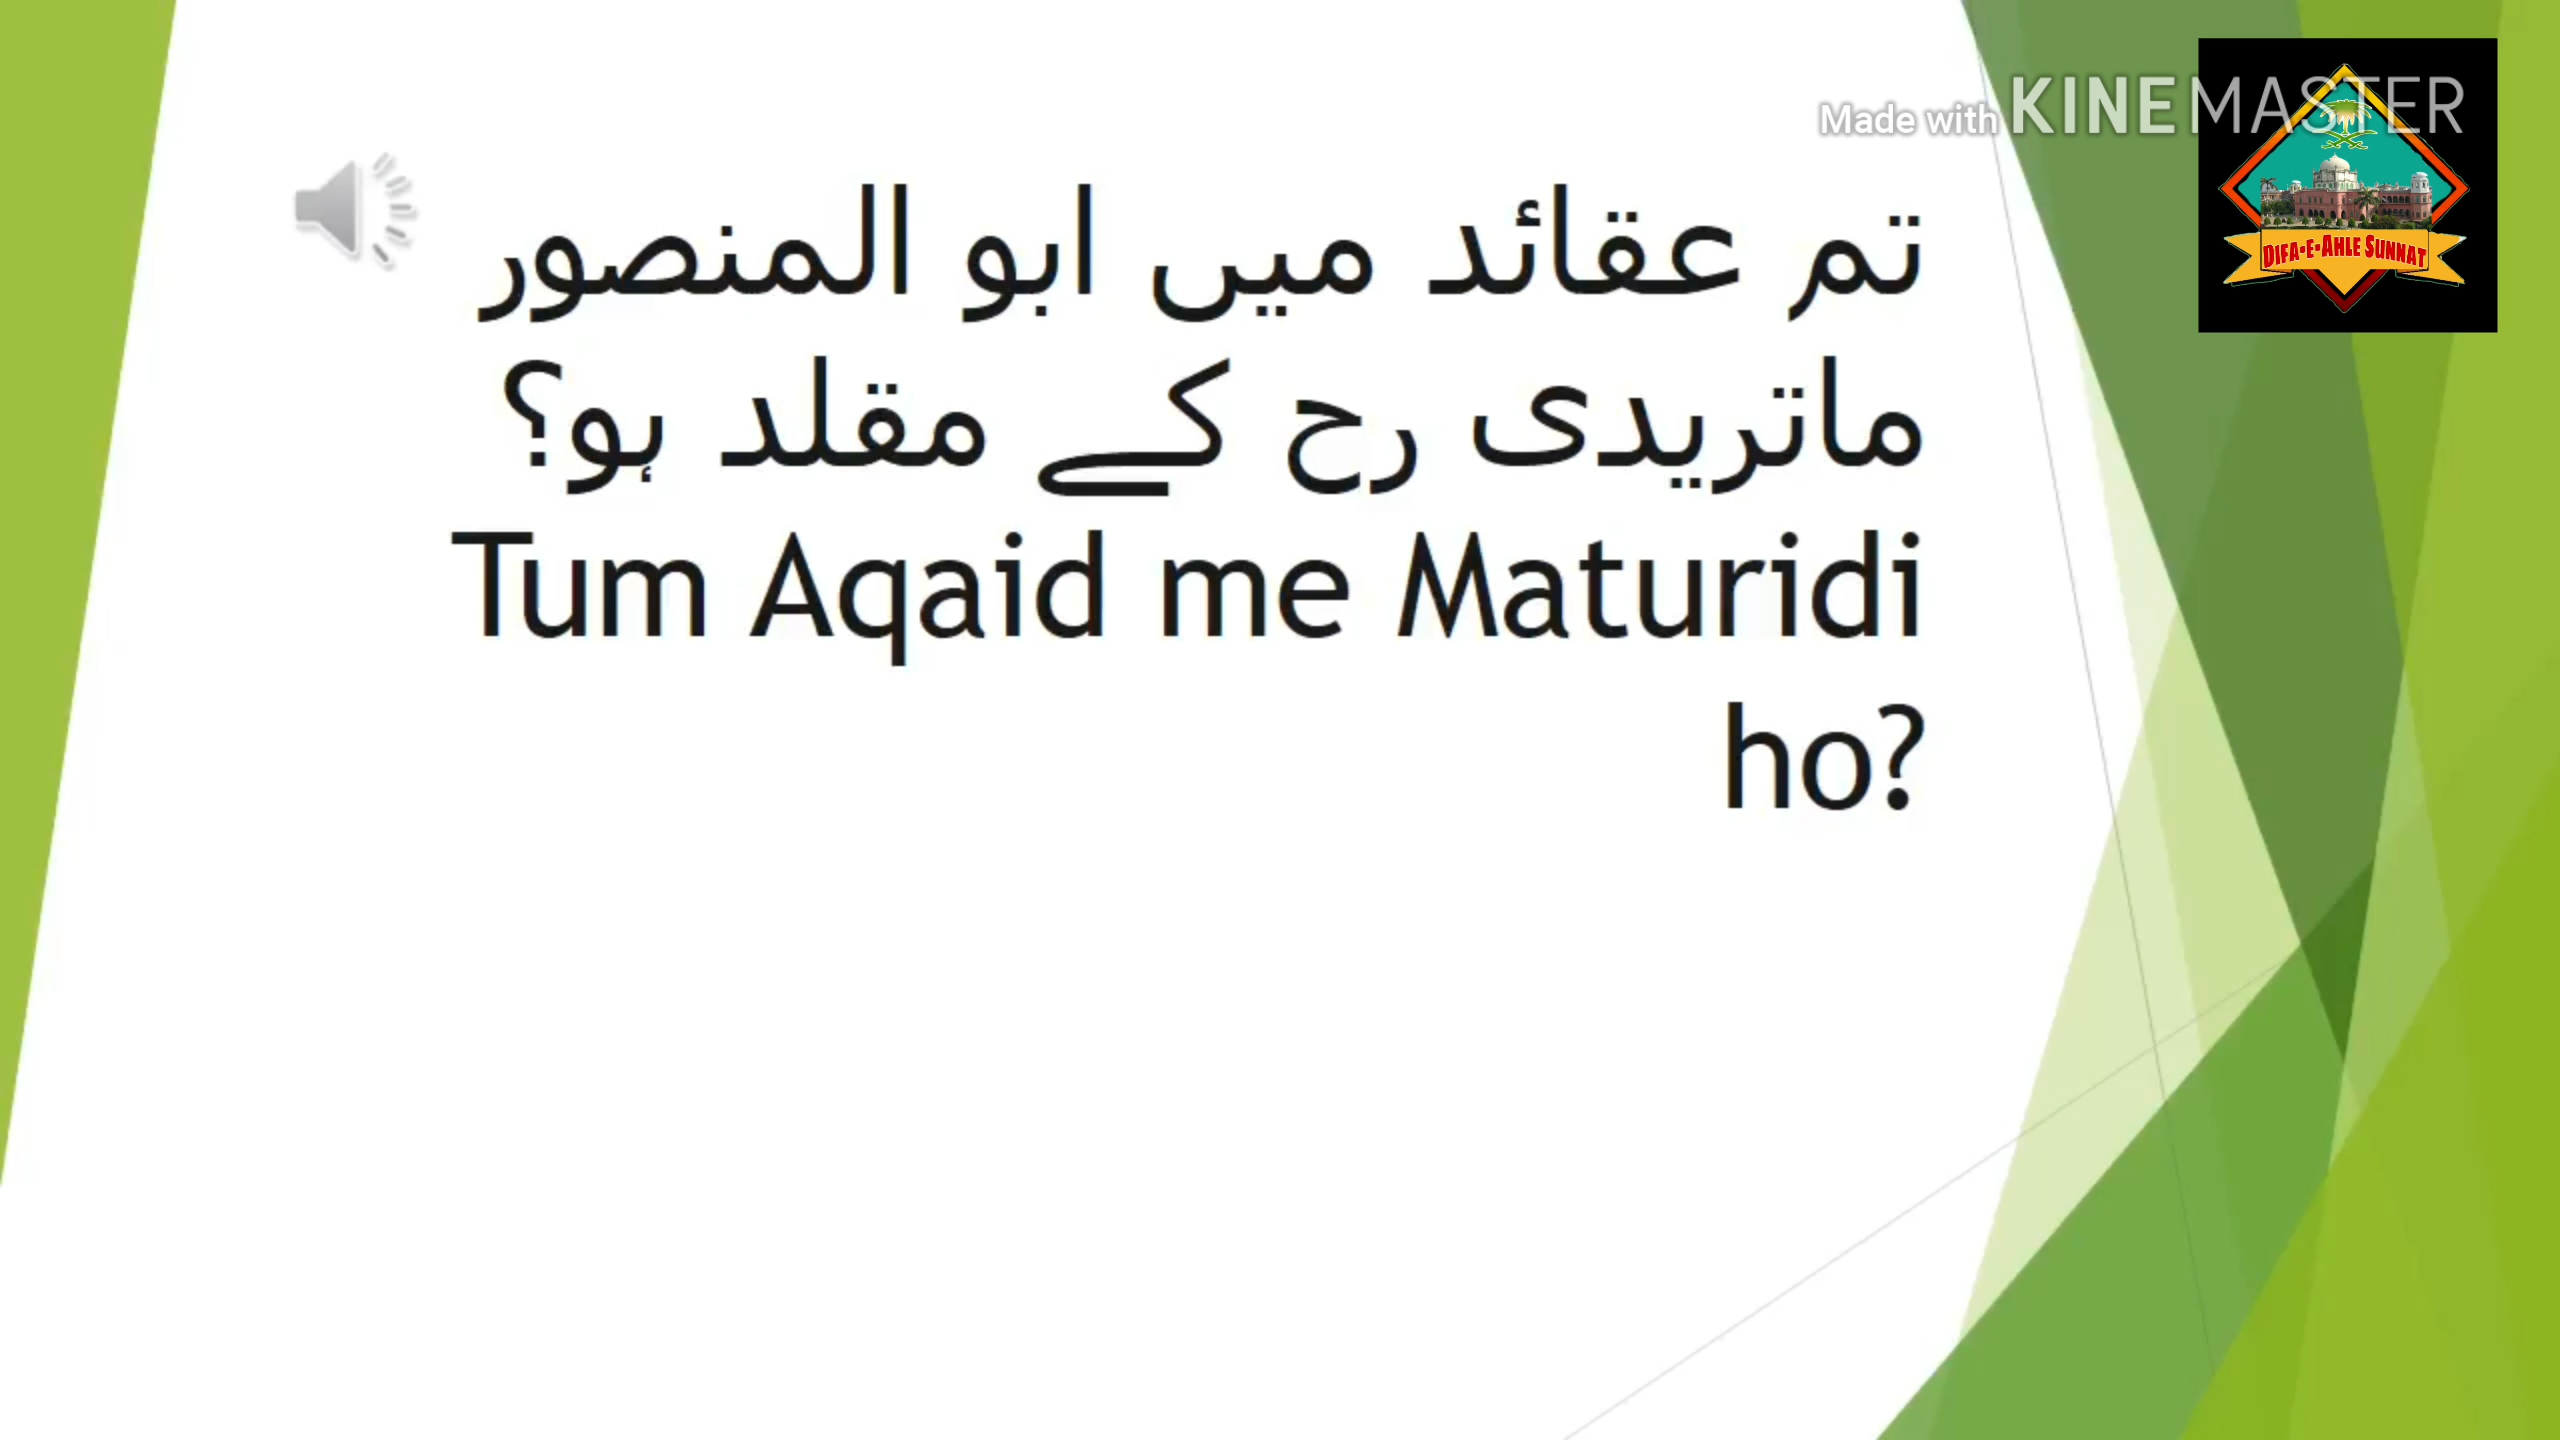 Made with KINEMASTER
DIFA-E-AHLE SUNNAT
تم عقائد میں ابو المنصور
ماتریدی رح کے مقلد ہو؟
Tum Aqaid me Maturidi
ho?